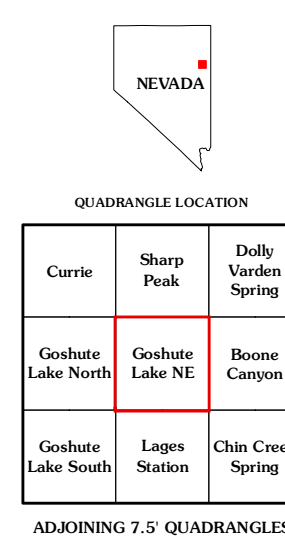 NEVADA
QUADRANGLE LOCATION
Currie
Sharp
Peak
Dolly
Varden
Spring
Goshute
Lake North
Goshute
Lake NE
Boone
Canyon
Goshute
Lake South
Lages
Station
Chin Cree
Spring
ADJOINING 7.5' QUADRANGLES